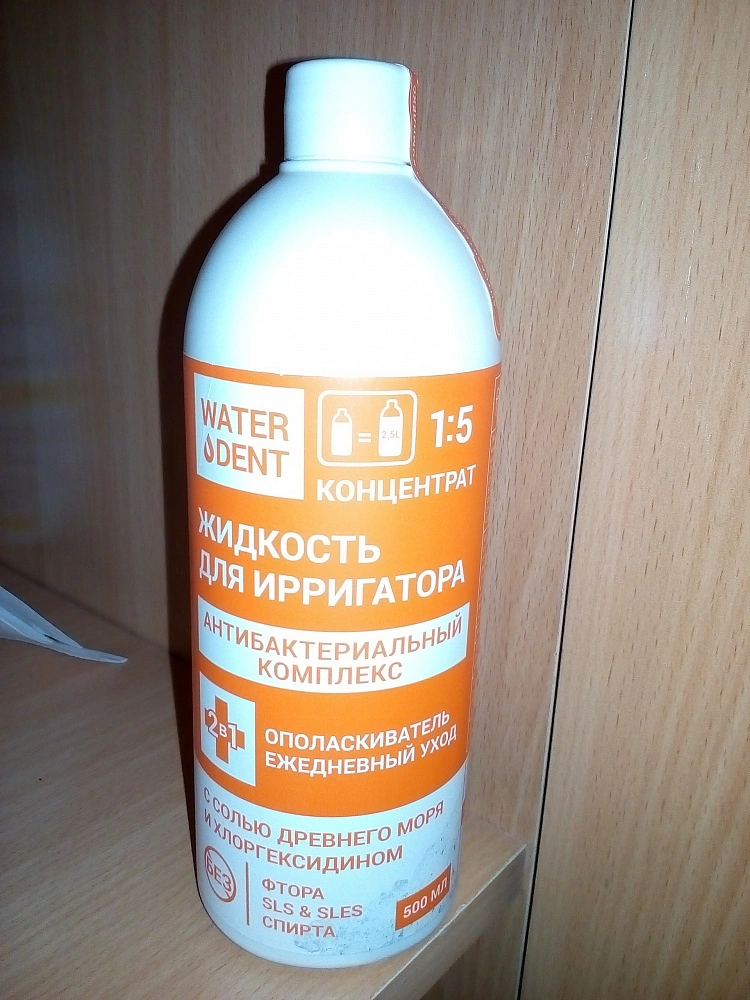 WATER
DENT
= 2,5L
1:5
КОНЦЕНТРАТ
ЖИДКОСТЬ
ДЛЯ ИРРИГАТОРА
АНТИБАКТЕРИАЛЬНЫЙ
КОМПЛЕКС
2в1
ОПОЛАСКИВАТЕЛЬ
ЕЖЕДНЕВНЫЙ УХОД
С СОЛЬЮ ДРЕВНЕГО МОРЯ
И ХЛОРГЕКСИДИНОМ
БЕЗ
ФТОРА
SLS & SLES
СПИРТА
500 МЛ